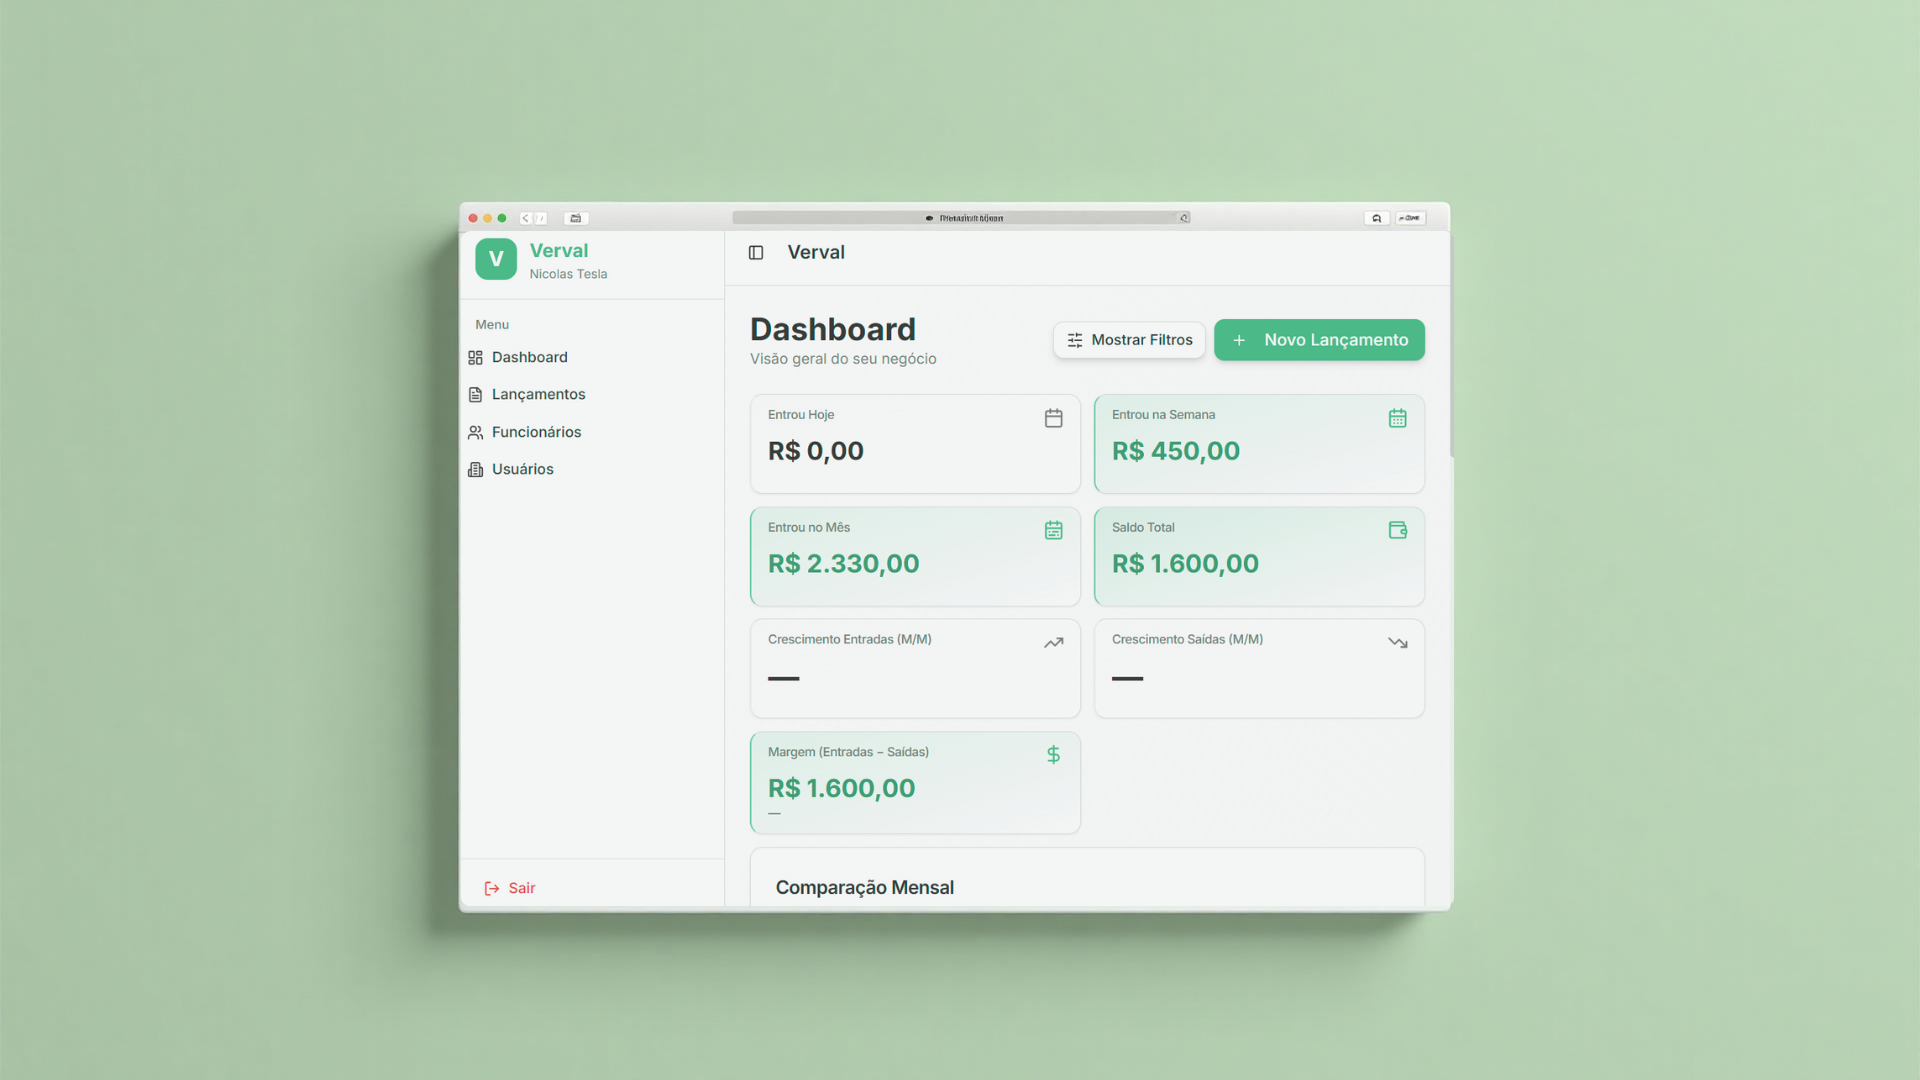 V
Verval
Nicolas Tesla
Menu
Dashboard
Lançamentos
Funcionários
Usuários
Sair
Verval
Dashboard
Visão geral do seu negócio
Mostrar Filtros
+ Novo Lançamento
Entrou Hoje
R$ 0,00
Entrou na Semana
R$ 450,00
Entrou no Mês
R$ 2.330,00
Saldo Total
R$ 1.600,00
Crescimento Entradas (M/M)
—
Crescimento Saídas (M/M)
—
Margem (Entradas – Saídas)
$
R$ 1.600,00
—
Comparação Mensal